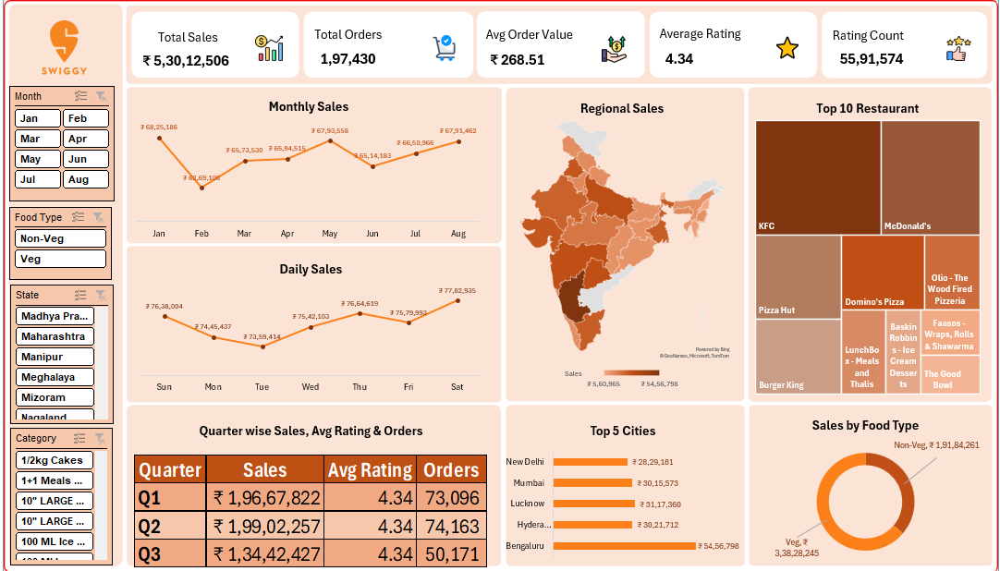 SWIGGY
Total Sales
₹ 5,30,12,506
Total Orders
1,97,430
Avg Order Value
₹ 268.51
Average Rating
4.34
Rating Count
55,91,574
Month
Jan
Feb
Mar
Apr
May
Jun
Jul
Aug
Food Type
Non-Veg
Veg
State
Madhya Pra...
Maharashtra
Manipur
Meghalaya
Mizoram
Nagaland
Category
1/2kg Cakes
1+1 Meals ...
10" LARGE ...
10" LARGE ...
100 ML Ice ...
Monthly Sales
₹ 68,25,186
₹ 62,69,106
₹ 65,73,530
₹ 65,94,515
₹ 67,93,558
₹ 65,14,183
₹ 66,50,966
₹ 67,91,462
Jan
Feb
Mar
Apr
May
Jun
Jul
Aug
Daily Sales
₹ 76,38,004
₹ 74,45,437
₹ 73,59,414
₹ 75,42,103
₹ 76,64,619
₹ 75,79,993
₹ 77,82,935
Sun
Mon
Tue
Wed
Thu
Fri
Sat
Regional Sales
Powered by Bing
© GeoNames, Microsoft, TomTom
Sales
₹ 5,60,965
₹ 54,56,798
Top 10 Restaurant
KFC
McDonald's
Pizza Hut
Domino's Pizza
Olio - The
Wood Fired
Pizzeria
Burger King
LunchBo
x - Meals
and
Thalis
Baskin
Robbin
s - Ice
Cream
Desser
ts
Faasos -
Wraps, Rolls
& Shawarma
The Good
Bowl
Quarter wise Sales, Avg Rating & Orders
Quarter Sales Avg Rating Orders
Q1 ₹ 1,96,67,822 4.34 73,096
Q2 ₹ 1,99,02,257 4.34 74,163
Q3 ₹ 1,34,42,427 4.34 50,171
Top 5 Cities
New Delhi ₹ 28,29,181
Mumbai ₹ 30,15,573
Lucknow ₹ 31,17,360
Hydera... ₹ 30,21,712
Bengaluru ₹ 54,56,798
Sales by Food Type
Non-Veg, ₹ 1,91,84,261
Veg, ₹
3,38,28,245